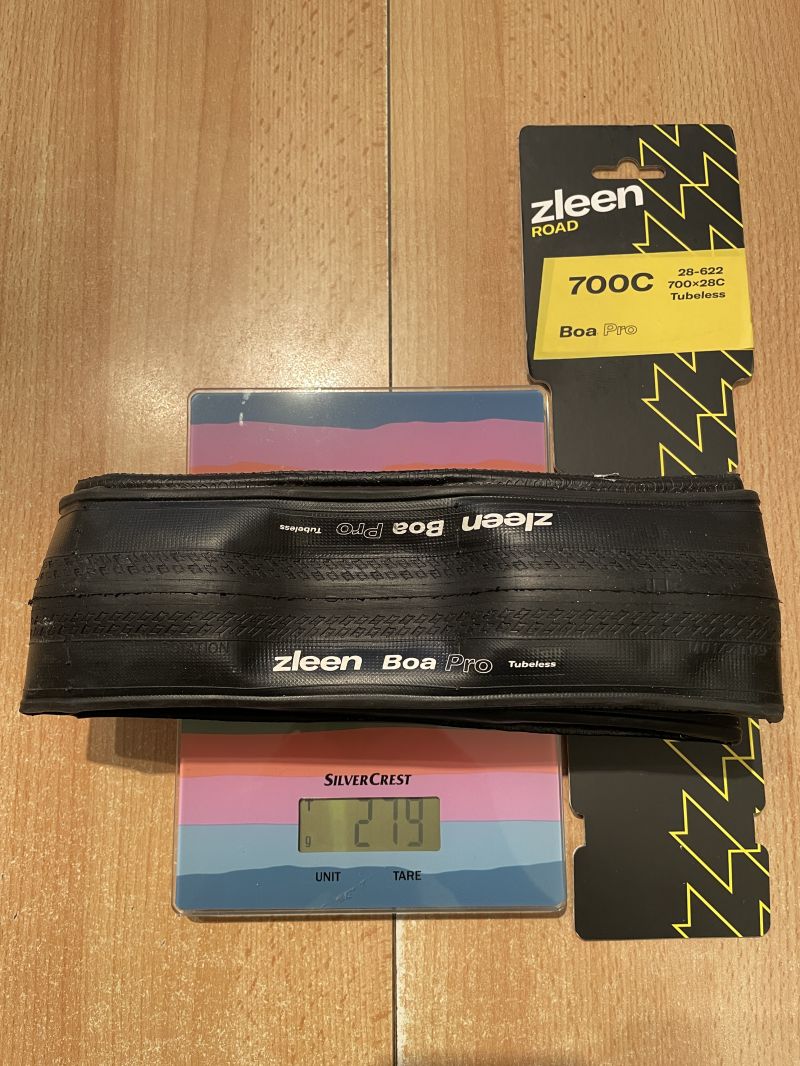 zleen
ROAD
700C
28-622
700×28C
Tubeless
Boa Pro
zleen Boa Pro Tubeless
zleen Boa Pro Tubeless
SILVERCREST
T
279
g
UNIT TARE